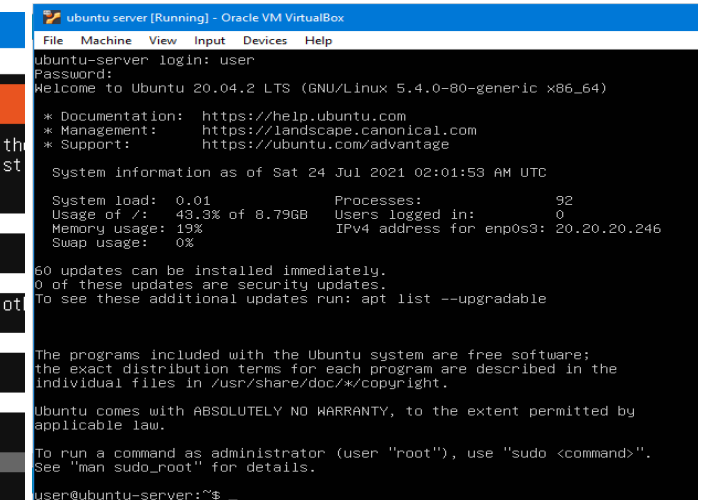 ubuntu server [Running] - Oracle VM VirtualBox
File Machine View Input Devices Help
ubuntu-server login: user
Password:
Welcome to Ubuntu 20.04.2 LTS (GNU/Linux 5.4.0-80-generic x86_64)
* Documentation: https://help.ubuntu.com
* Management: https://landscape.canonical.com
* Support: https://ubuntu.com/advantage
System information as of Sat 24 Jul 2021 02:01:53 AM UTC
System load: 0.01 Processes: 92
Usage of /: 43.3% of 8.79GB Users logged in: 0
Memory usage: 19% IPv4 address for enp0s3: 20.20.20.246
Swap usage: 0%
60 updates can be installed immediately.
0 of these updates are security updates.
To see these additional updates run: apt list --upgradable
The programs included with the Ubuntu system are free software;
the exact distribution terms for each program are described in the
individual files in /usr/share/doc/*/copyright.
Ubuntu comes with ABSOLUTELY NO WARRANTY, to the extent permitted by
applicable law.
To run a command as administrator (user "root"), use "sudo <command>".
See "man sudo_root" for details.
user@ubuntu-server:~$ _